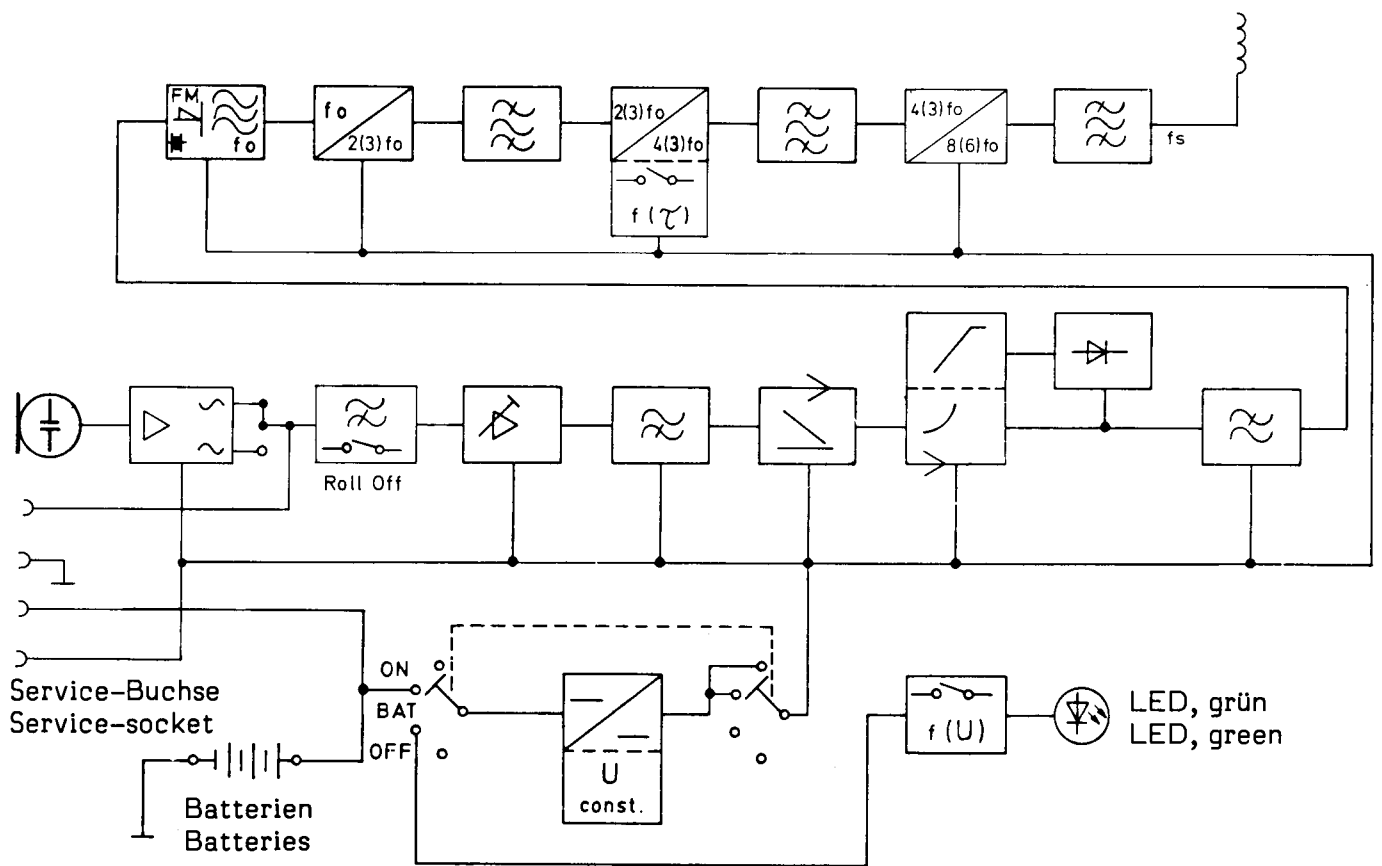 FM
fo
fo
2(3)fo
2(3)fo
4(3)fo
f(τ)
4(3)fo
8(6)fo
fs
Roll Off
Service-Buchse
Service-socket
ON
BAT
OFF
Batterien
Batteries
U
const.
f(U)
LED, grün
LED, green